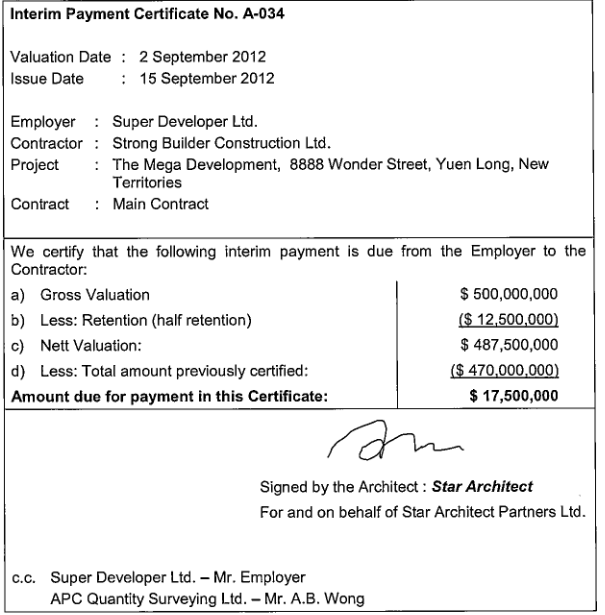 Interim Payment Certificate No. A-034
Valuation Date : 2 September 2012
Issue Date : 15 September 2012
Employer : Super Developer Ltd.
Contractor : Strong Builder Construction Ltd.
Project : The Mega Development, 8888 Wonder Street, Yuen Long, New
Territories
Contract : Main Contract
We certify that the following interim payment is due from the Employer to the
Contractor:
a) Gross Valuation $ 500,000,000
b) Less: Retention (half retention) ($ 12,500,000)
c) Nett Valuation: $ 487,500,000
d) Less: Total amount previously certified: ($ 470,000,000)
Amount due for payment in this Certificate: $ 17,500,000
Signed by the Architect : Star Architect
For and on behalf of Star Architect Partners Ltd.
c.c. Super Developer Ltd. – Mr. Employer
APC Quantity Surveying Ltd. – Mr. A.B. Wong